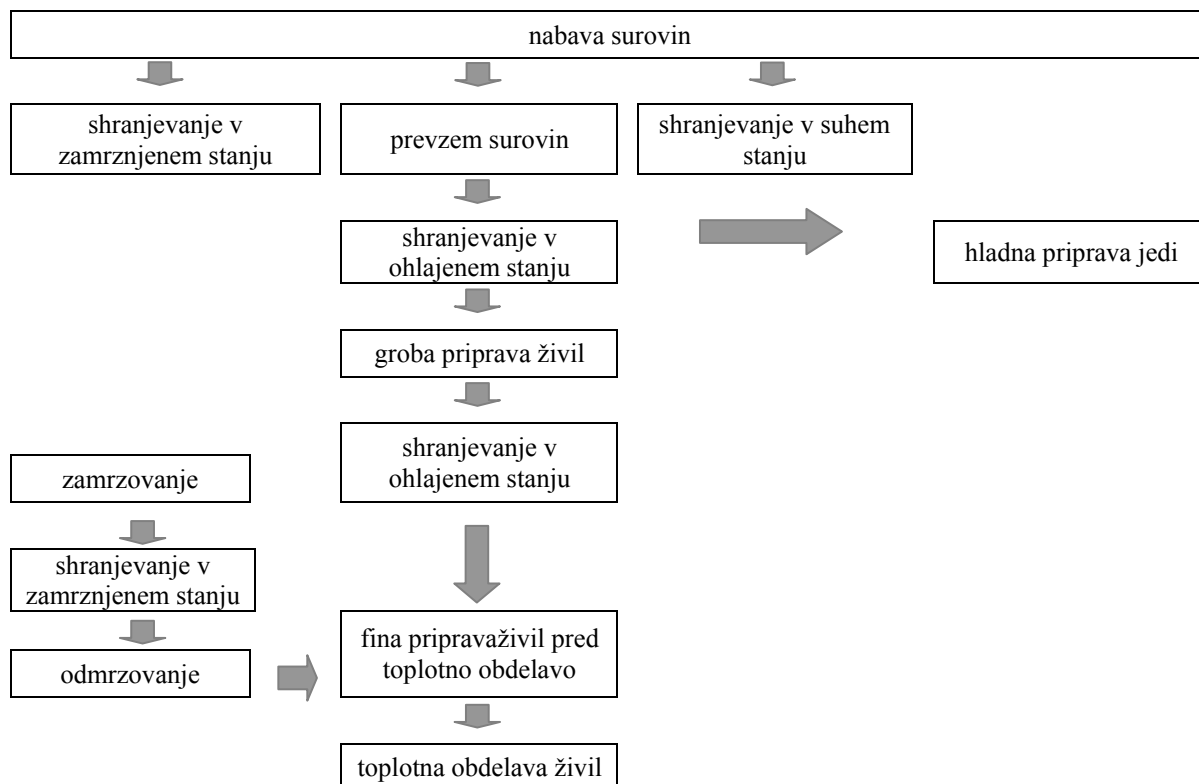 nabava surovin
shranjevanje v
zamrznjenem stanju
prevzem surovin
shranjevanje v suhem
stanju
shranjevanje v
ohlajenem stanju
hladna priprava jedi
groba priprava živil
shranjevanje v
ohlajenem stanju
zamrzovanje
shranjevanje v
zamrznjenem stanju
fina pripravaživil pred
toplotno obdelavo
odmrzovanje
toplotna obdelava živil